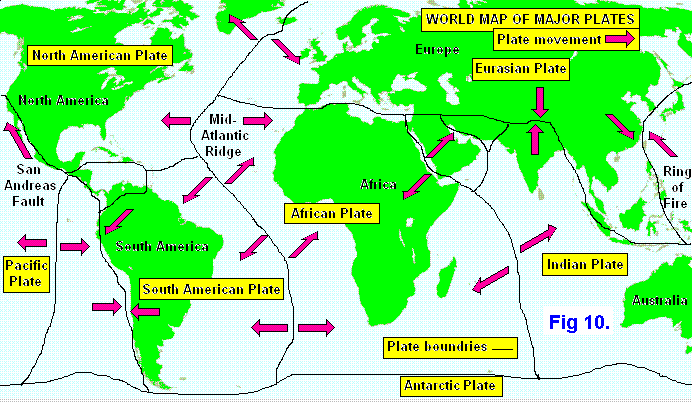 WORLD MAP OF MAJOR PLATES
Plate movement
North American Plate
Europe
Eurasian Plate
North America
Mid-
Atlantic
Ridge
San
Andreas
Fault
Ring
of
Fire
Africa
African Plate
South America
Pacific
Plate
South American Plate
Indian Plate
Australia
Fig 10.
Plate boundries
Antarctic Plate